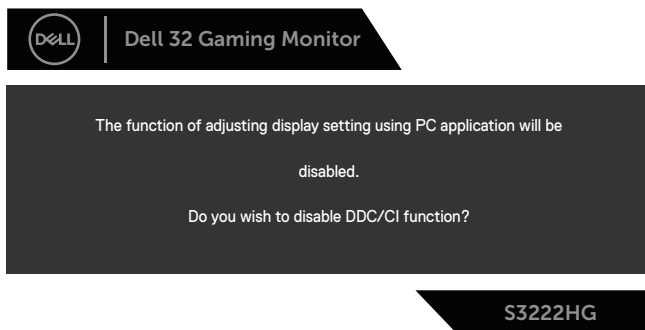 DELL
Dell 32 Gaming Monitor
The function of adjusting display setting using PC application will be
disabled.
Do you wish to disable DDC/CI function?
S3222HG